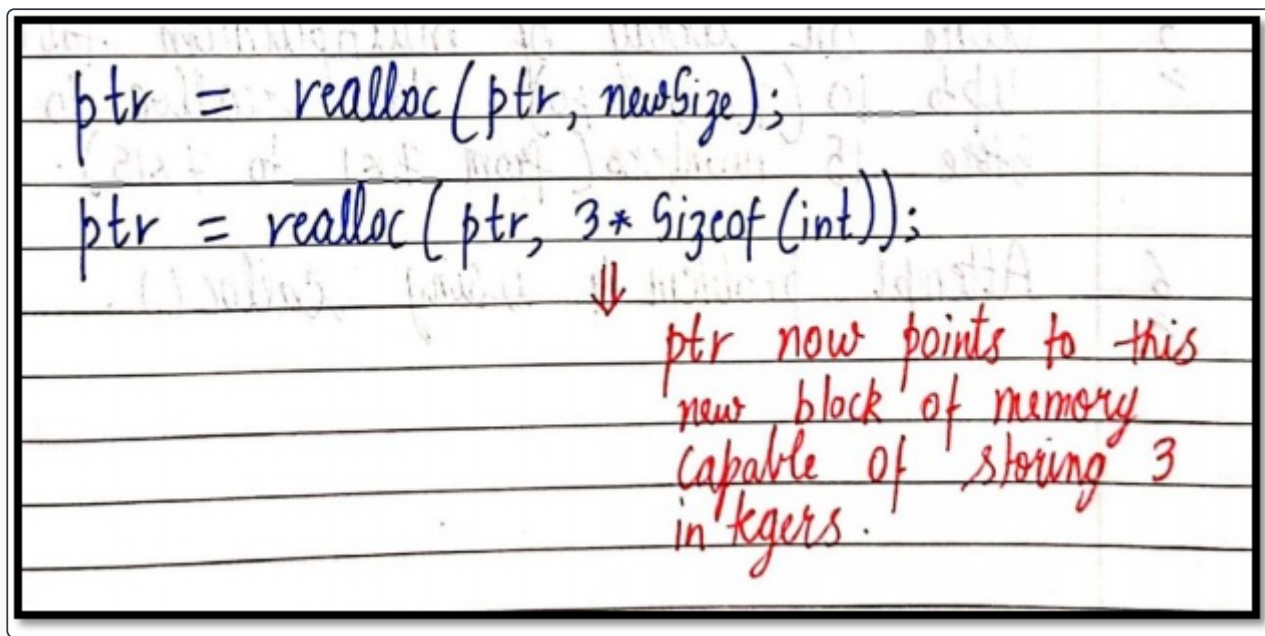 ptr = realloc(ptr, newSize);
ptr = realloc(ptr, 3* Sizeof(int));
⇓
ptr now points to this
new block of memory
capable of storing 3
integers.